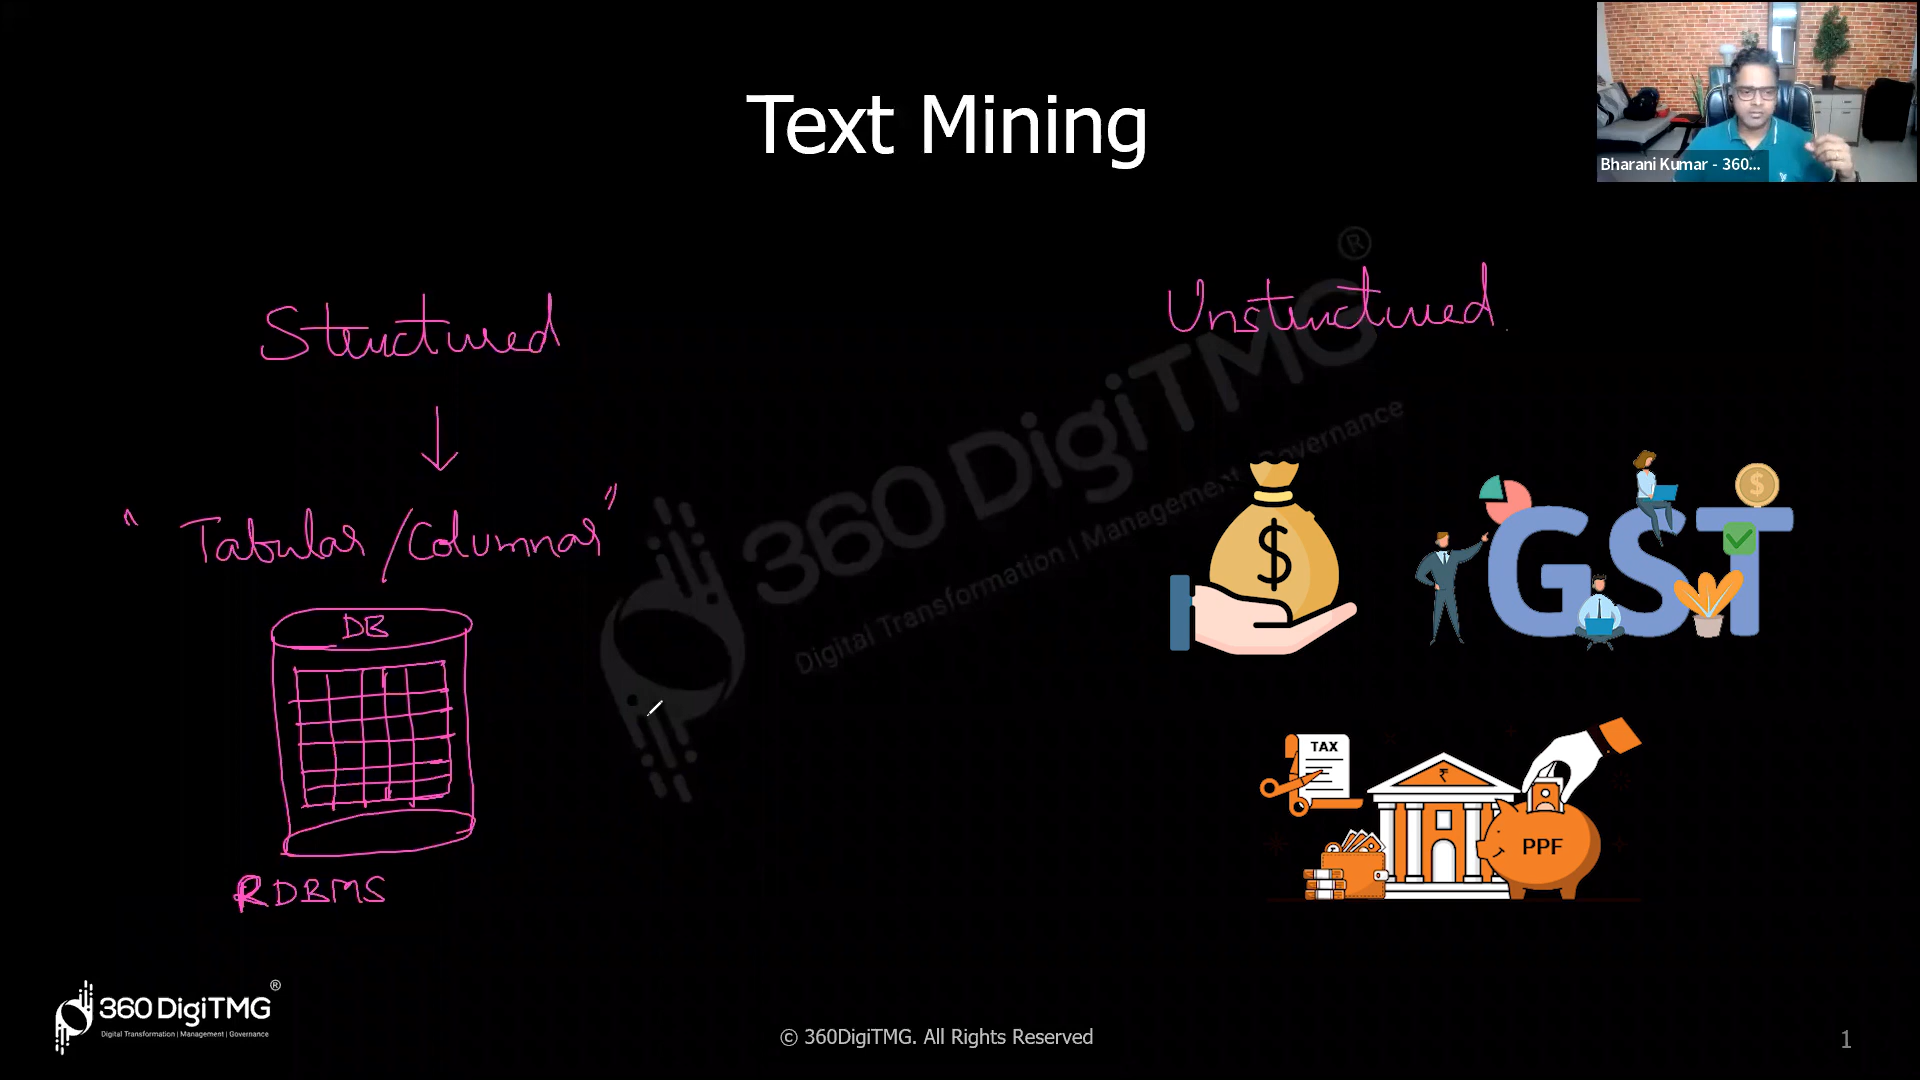 Text Mining
Bharani Kumar - 360...
Structured
Unstructured
" Tabular/Columnar"
DB
RDBMS
$
GST
$
TAX
₹
PPF
360 DigiTMG ®
Digital Transformation | Management | Governance
360 DigiTMG ®
Digital Transformation | Management | Governance
© 360DigiTMG. All Rights Reserved
1